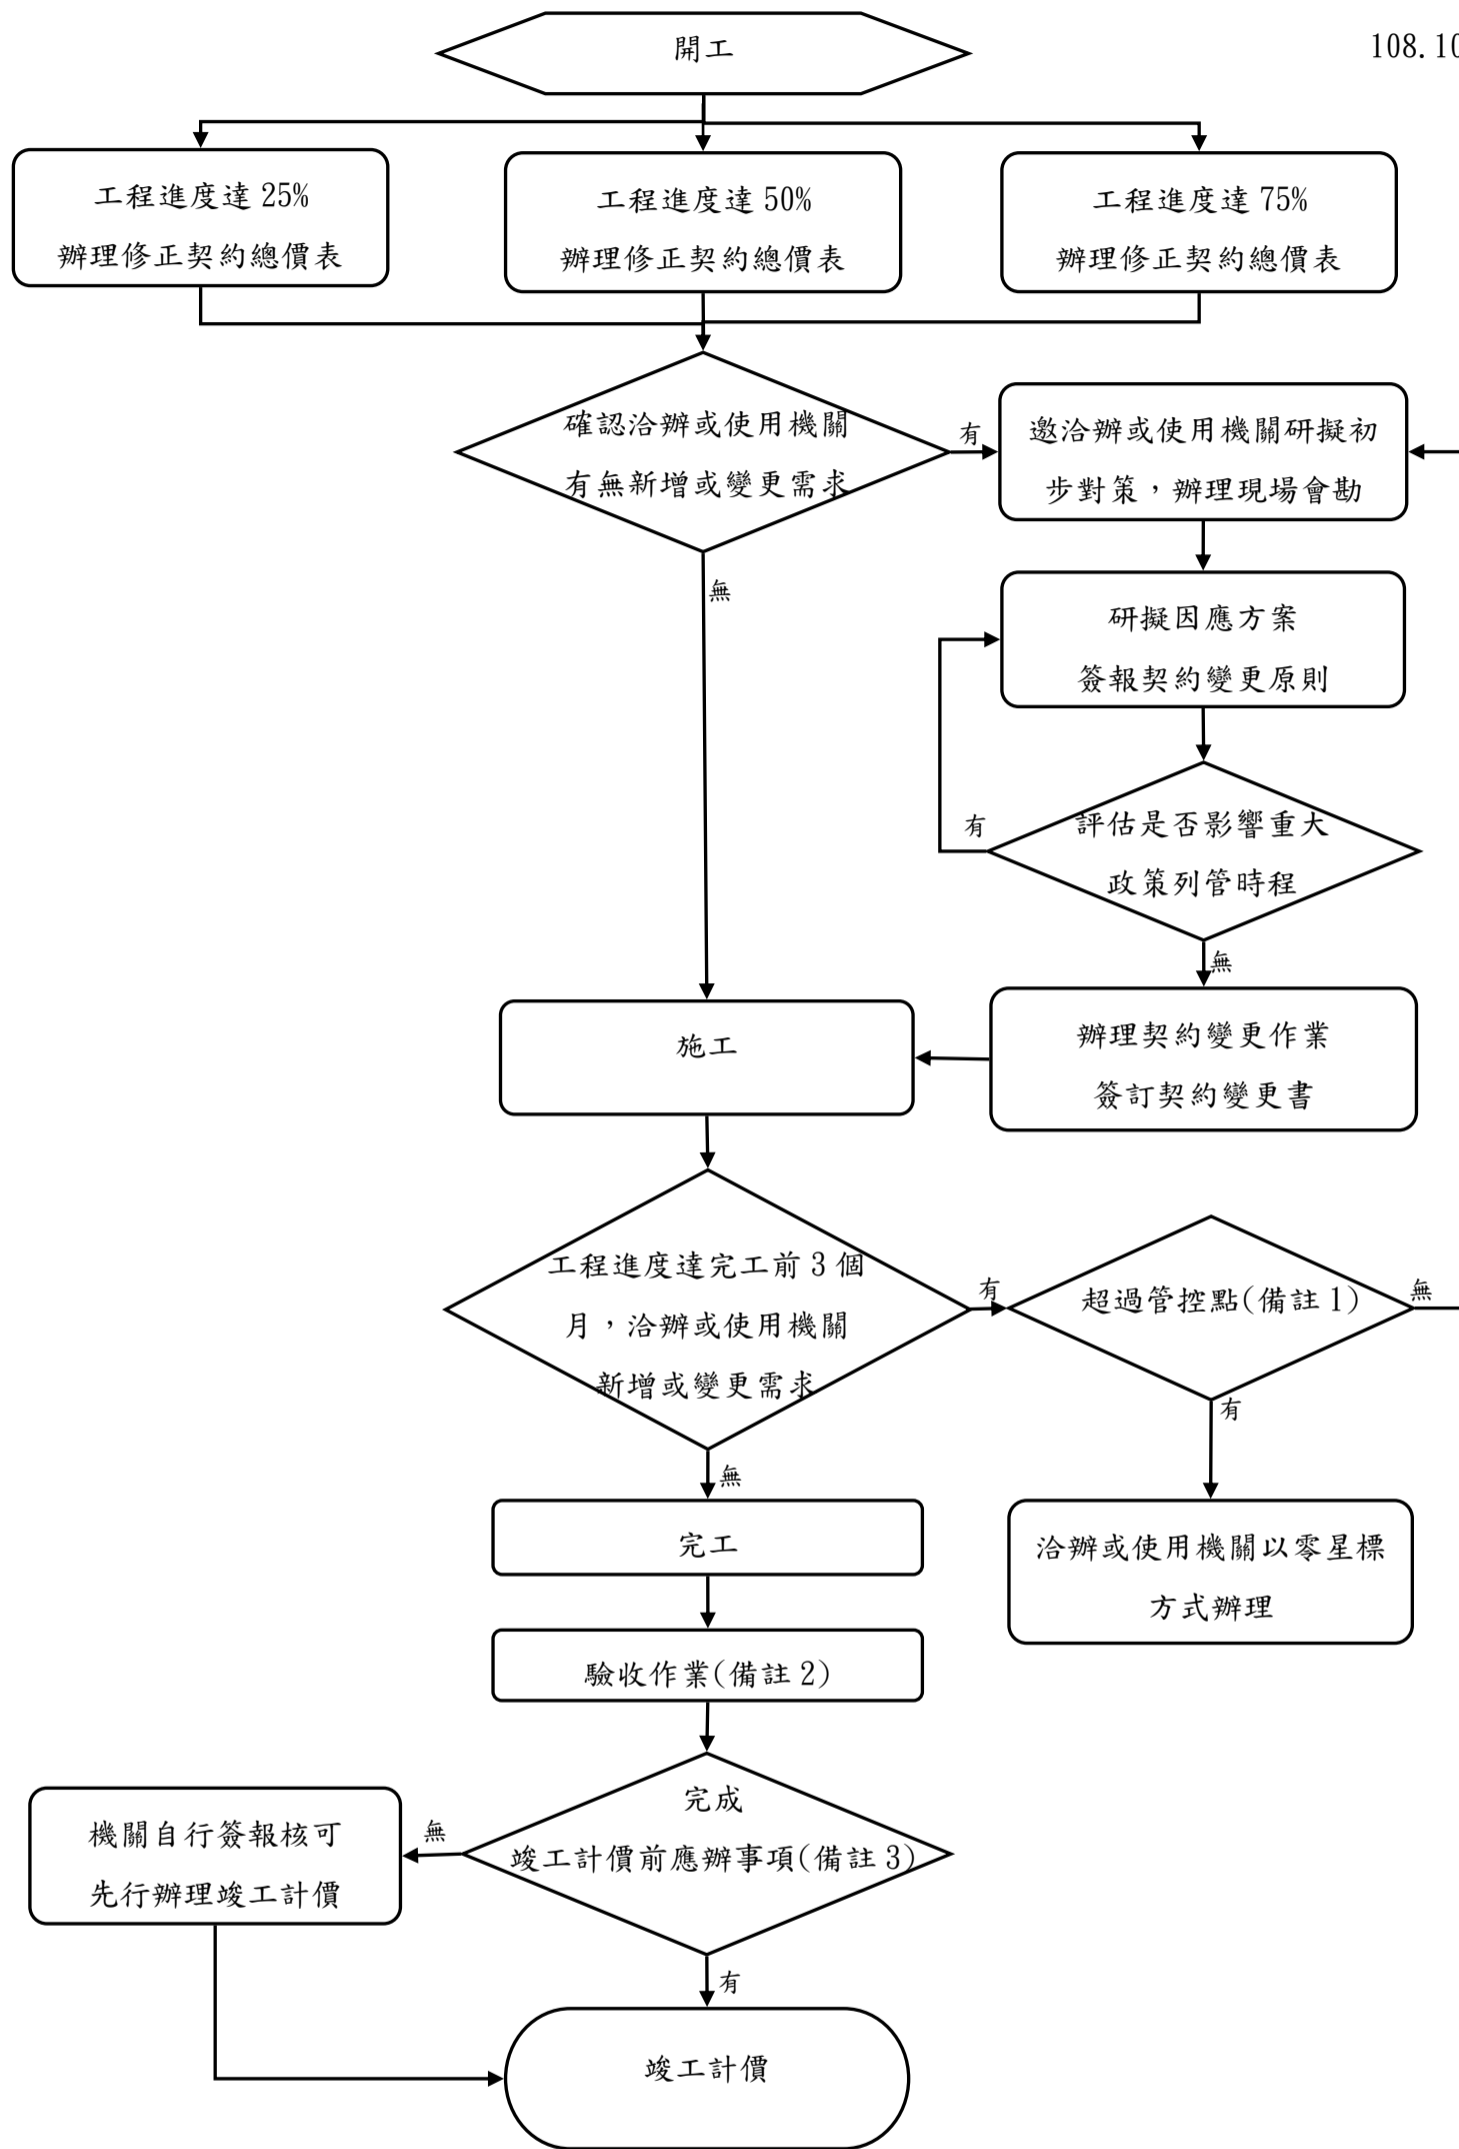 開工
108.10
工程進度達 25%
辦理修正契約總價表
工程進度達 50%
辦理修正契約總價表
工程進度達 75%
辦理修正契約總價表
確認洽辦或使用機關
有無新增或變更需求
有
邀洽辦或使用機關研擬初
步對策，辦理現場會勘
無
研擬因應方案
簽報契約變更原則
有
評估是否影響重大
政策列管時程
無
施工
辦理契約變更作業
簽訂契約變更書
工程進度達完工前 3 個
月，洽辦或使用機關
新增或變更需求
有
超過管控點(備註 1)
無
有
無
完工
洽辦或使用機關以零星標
方式辦理
驗收作業(備註 2)
完成
竣工計價前應辦事項(備註 3)
無
機關自行簽報核可
先行辦理竣工計價
有
竣工計價